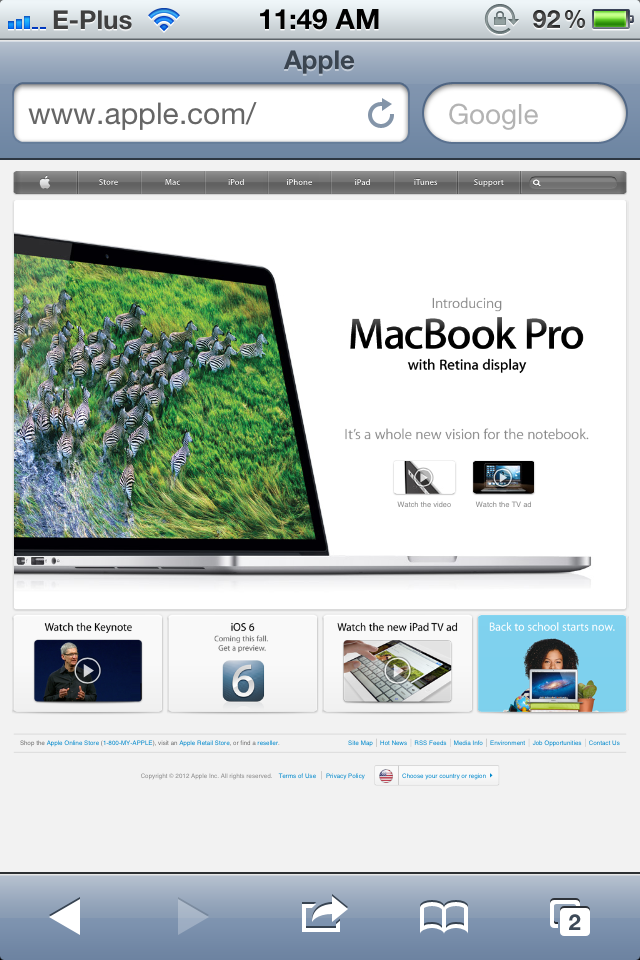 E-Plus 11:49 AM 92%
Apple
www.apple.com/ Google
Store Mac iPod iPhone iPad iTunes Support
Introducing
MacBook Pro
with Retina display
It's a whole new vision for the notebook.
Watch the video Watch the TV ad
Watch the Keynote
iOS 6
Coming this fall.
Get a preview.
6
Watch the new iPad TV ad
Back to school starts now.
Shop the Apple Online Store (1-800-MY-APPLE), visit an Apple Retail Store, or find a reseller.
Site Map Hot News RSS Feeds Media Info Environment Job Opportunities Contact Us
Copyright © 2012 Apple Inc. All rights reserved. Terms of Use Privacy Policy Choose your country or region
2